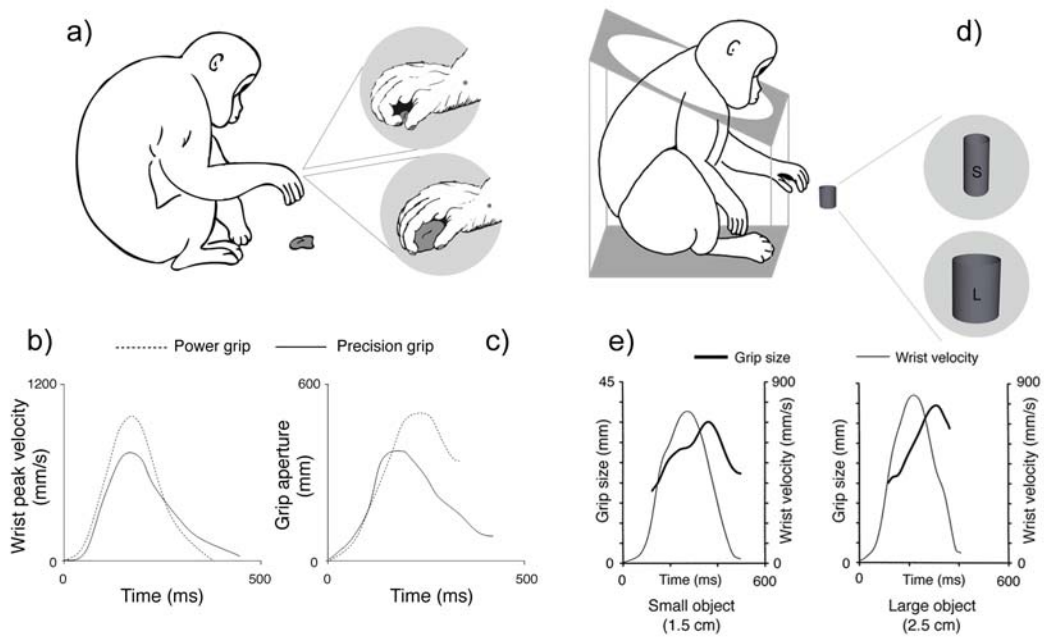 a)
d)
S
L
b)
Power grip
Precision grip
c)
e)
Grip size
Wrist velocity
1200
Wrist peak velocity
(mm/s)
0
0
500
Time (ms)
600
Grip aperture
(mm)
0
0
500
Time (ms)
45
Grip size (mm)
0
900
Wrist velocity (mm/s)
0
0
Time (ms)
600
Small object
(1.5 cm)
45
Grip size (mm)
0
900
Wrist velocity (mm/s)
0
0
Time (ms)
600
Large object
(2.5 cm)